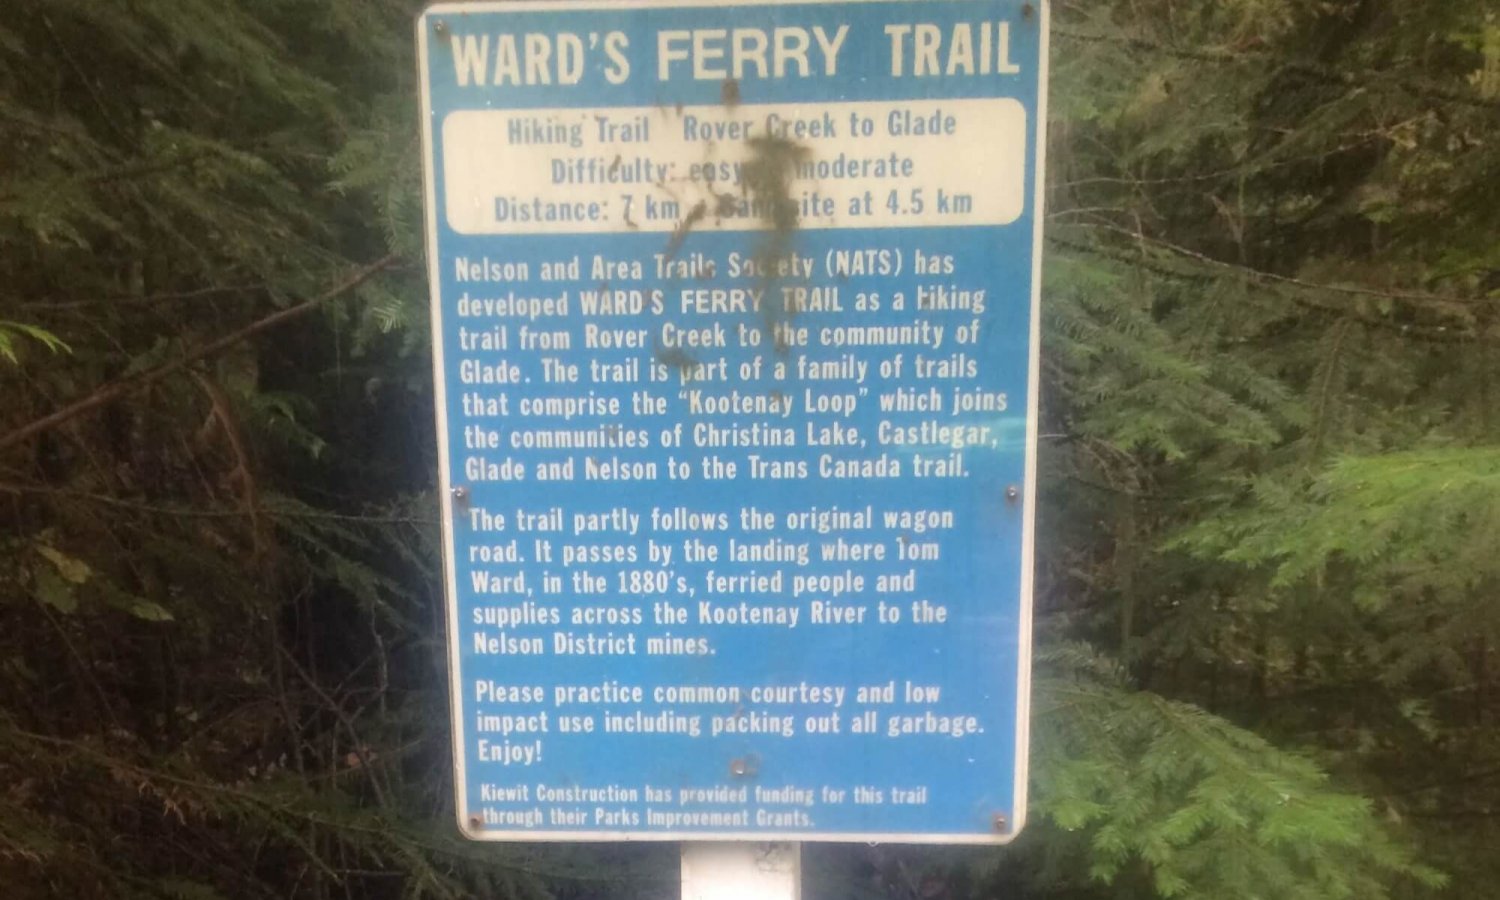 WARD'S FERRY TRAIL
Hiking Trail Rover Creek to Glade
Difficulty: easy moderate
Distance: 7 km at 4.5 km
Nelson and Area Trails Society (NATS) has
developed WARD'S FERRY TRAIL as a hiking
trail from Rover Creek to the community of
Glade. The trail is part of a family of trails
that comprise the "Kootenay Loop" which joins
the communities of Christina Lake, Castlegar,
Glade and Nelson to the Trans Canada trail.
The trail partly follows the original wagon
road. It passes by the landing where Tom
Ward, in the 1880's, ferried people and
supplies across the Kootenay River to the
Nelson District mines.
Please practice common courtesy and low
impact use including packing out all garbage.
Enjoy!
Kiewit Construction has provided funding for this trail
through their Parks Improvement Grants.